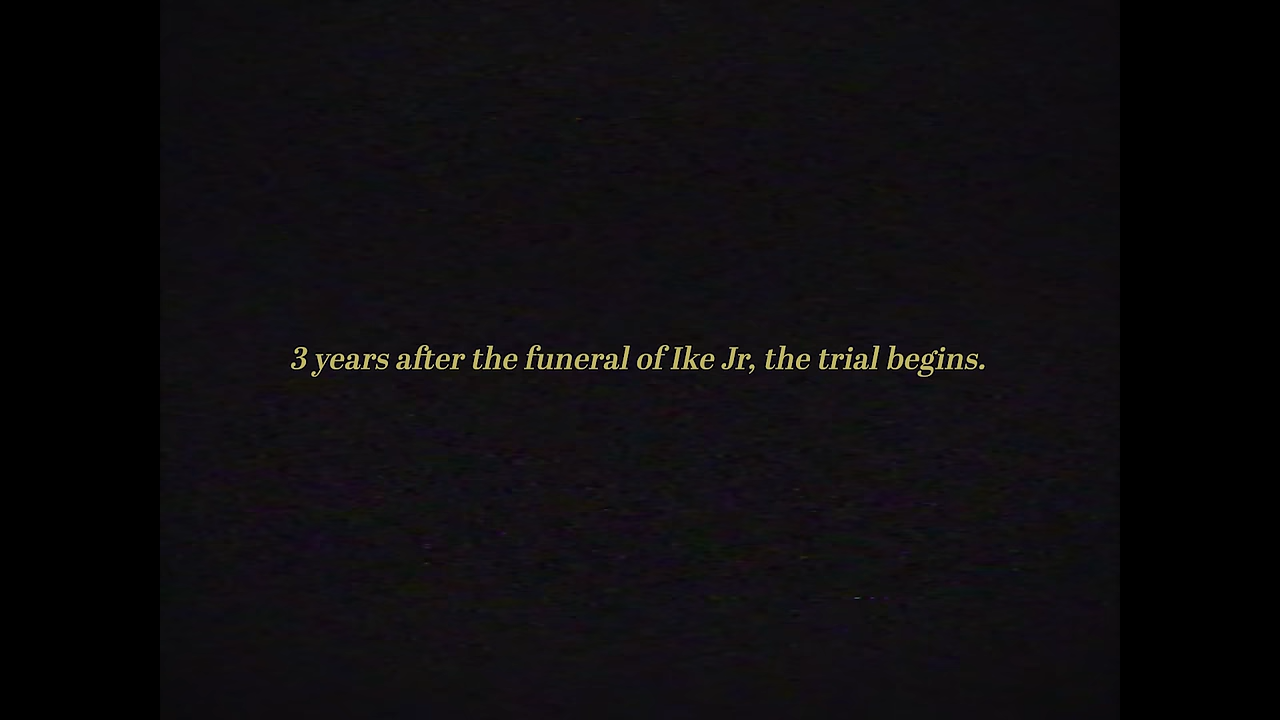 3 years after the funeral of Ike Jr, the trial begins.